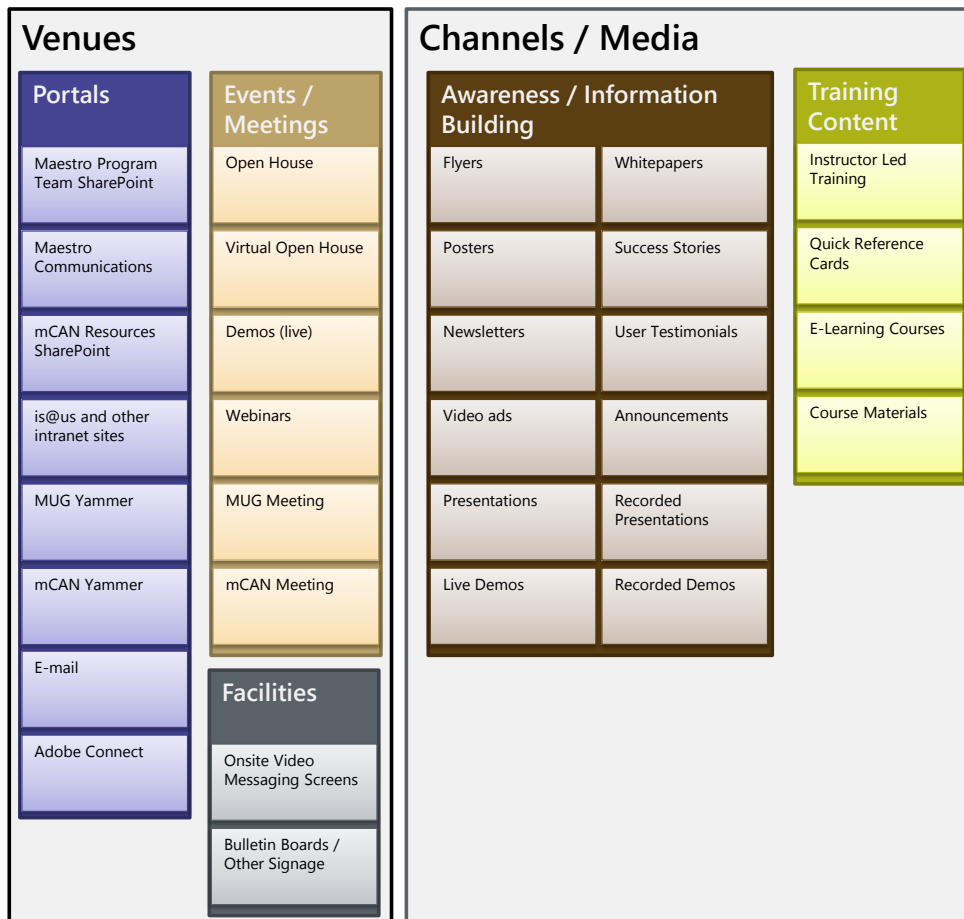 Venues
Portals
Maestro Program
Team SharePoint
Maestro
Communications
mCAN Resources
SharePoint
is@us and other
intranet sites
MUG Yammer
mCAN Yammer
E-mail
Adobe Connect
Events /
Meetings
Open House
Virtual Open House
Demos (live)
Webinars
MUG Meeting
mCAN Meeting
Facilities
Onsite Video
Messaging Screens
Bulletin Boards /
Other Signage
Channels / Media
Awareness / Information
Building
Flyers
Whitepapers
Posters
Success Stories
Newsletters
User Testimonials
Video ads
Announcements
Presentations
Recorded
Presentations
Live Demos
Recorded Demos
Training
Content
Instructor Led
Training
Quick Reference
Cards
E-Learning Courses
Course Materials